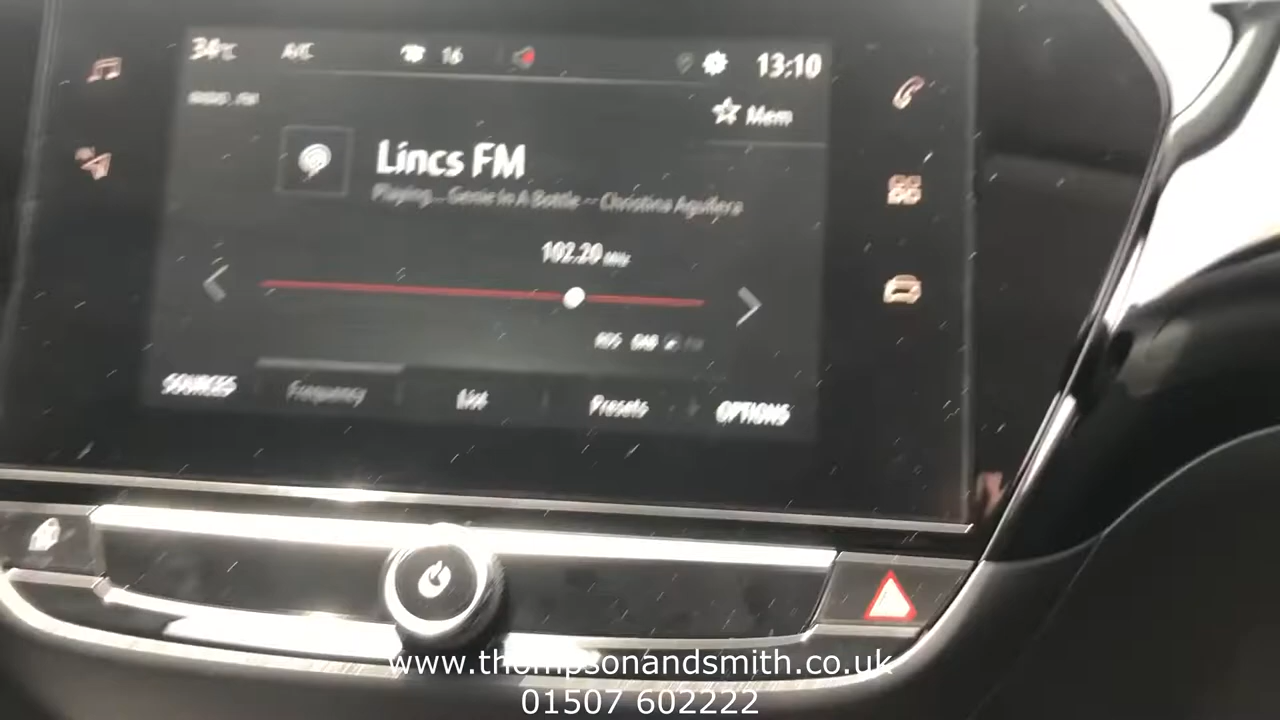 34°C A/C 16 13:10
Mem
Lincs FM
Playing... Genie In A Bottle ~ Christina Aguilera
102.20 MHz
SOURCES Frequency List Presets OPTIONS
www.thompsonandsmith.co.uk
01507 602222